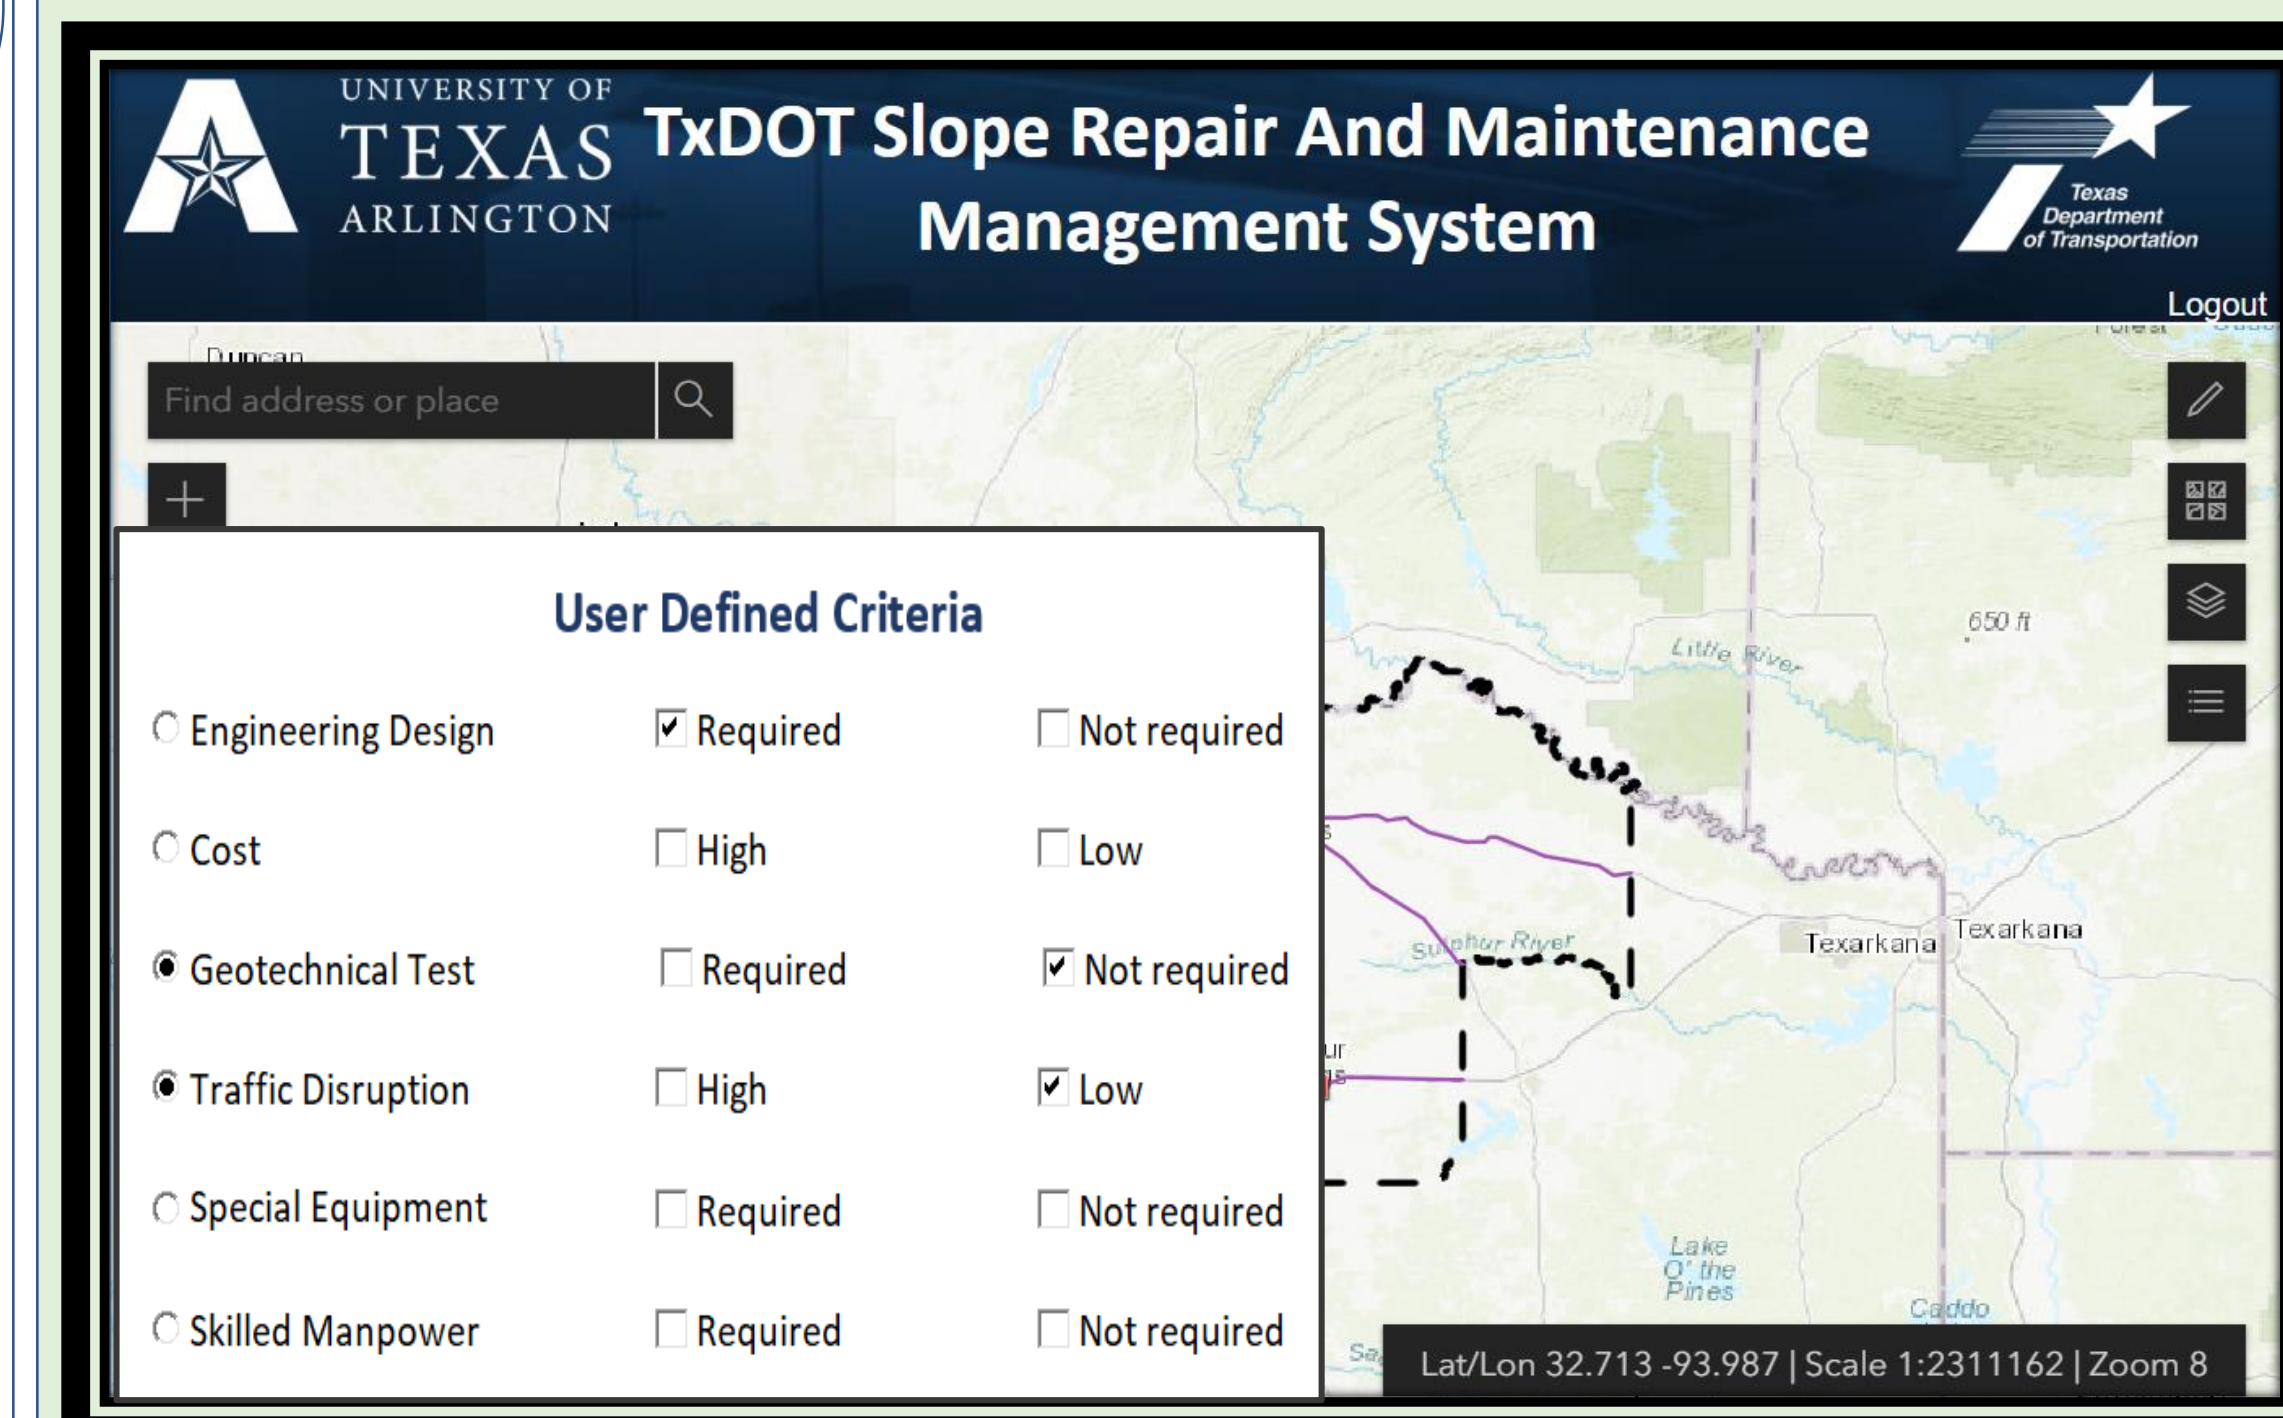 UNIVERSITY OF
TEXAS
ARLINGTON
TxDOT Slope Repair And Maintenance
Management System
Texas
Department
of Transportation
Logout
Duncan
Find address or place
650 ft
Little River
User Defined Criteria
Engineering Design Required Not required
Cost High Low
Geotechnical Test Required Not required
Traffic Disruption High Low
Special Equipment Required Not required
Skilled Manpower Required Not required
Sulphur River
Texarkana
Texarkana
Lake
O' the
Pines
Caddo
Lat/Lon 32.713 -93.987 | Scale 1:2311162 | Zoom 8